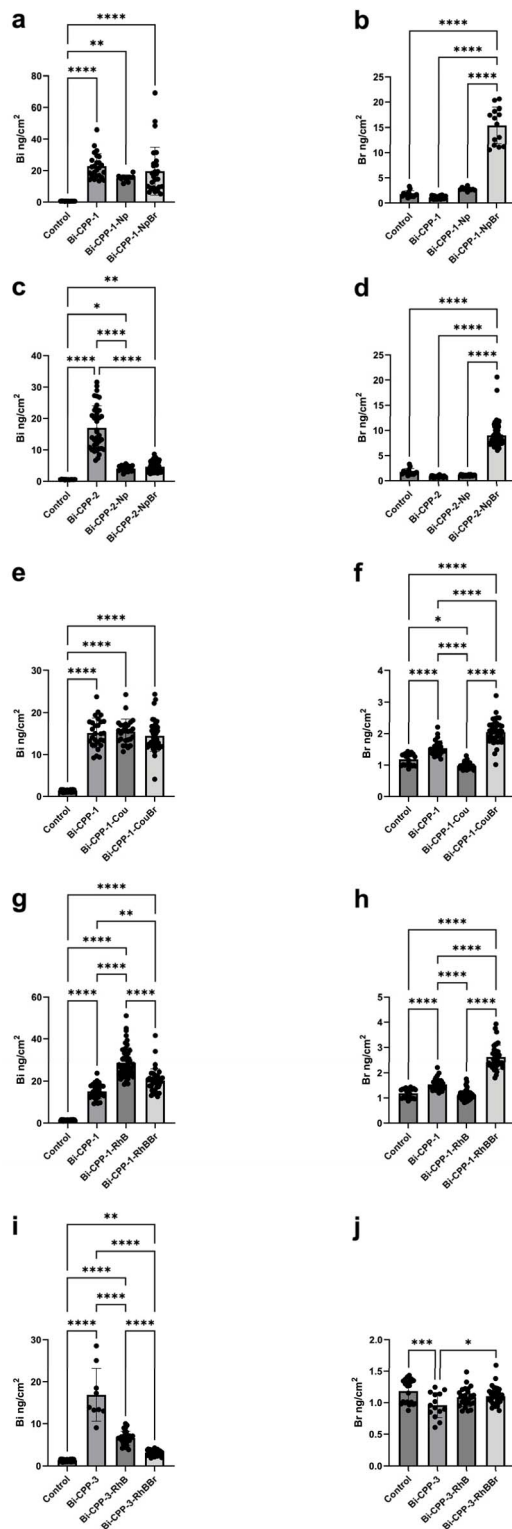 a
****
**
****
Bi ng/cm²
80
60
40
20
0
Control
Bi-CPP-1
Bi-CPP-1-Np
Bi-CPP-1-NpBr
b
****
****
****
Br ng/cm²
25
20
15
10
5
0
Control
Bi-CPP-1
Bi-CPP-1-Np
Bi-CPP-1-NpBr
c
**
*
****
**** ****
Bi ng/cm²
40
30
20
10
0
Control
Bi-CPP-2
Bi-CPP-2-Np
Bi-CPP-2-NpBr
d
****
****
****
Br ng/cm²
25
20
15
10
5
0
Control
Bi-CPP-2
Bi-CPP-2-Np
Bi-CPP-2-NpBr
e
****
****
****
Bi ng/cm²
30
20
10
0
Control
Bi-CPP-1
Bi-CPP-1-Cou
Bi-CPP-1-CouBr
f
****
****
*
****
**** ****
Br ng/cm²
4
3
2
1
0
Control
Bi-CPP-1
Bi-CPP-1-Cou
Bi-CPP-1-CouBr
g
****
**
****
****
**** ****
Bi ng/cm²
60
40
20
0
Control
Bi-CPP-1
Bi-CPP-1-RhB
Bi-CPP-1-RhBBr
h
****
****
****
**** ****
Br ng/cm²
5
4
3
2
1
0
Control
Bi-CPP-1
Bi-CPP-1-RhB
Bi-CPP-1-RhBBr
i
**
****
****
****
**** ****
Bi ng/cm²
30
20
10
0
Control
Bi-CPP-3
Bi-CPP-3-RhB
Bi-CPP-3-RhBBr
j
*** *
Br ng/cm²
2.0
1.5
1.0
0.5
0.0
Control
Bi-CPP-3
Bi-CPP-3-RhB
Bi-CPP-3-RhBBr